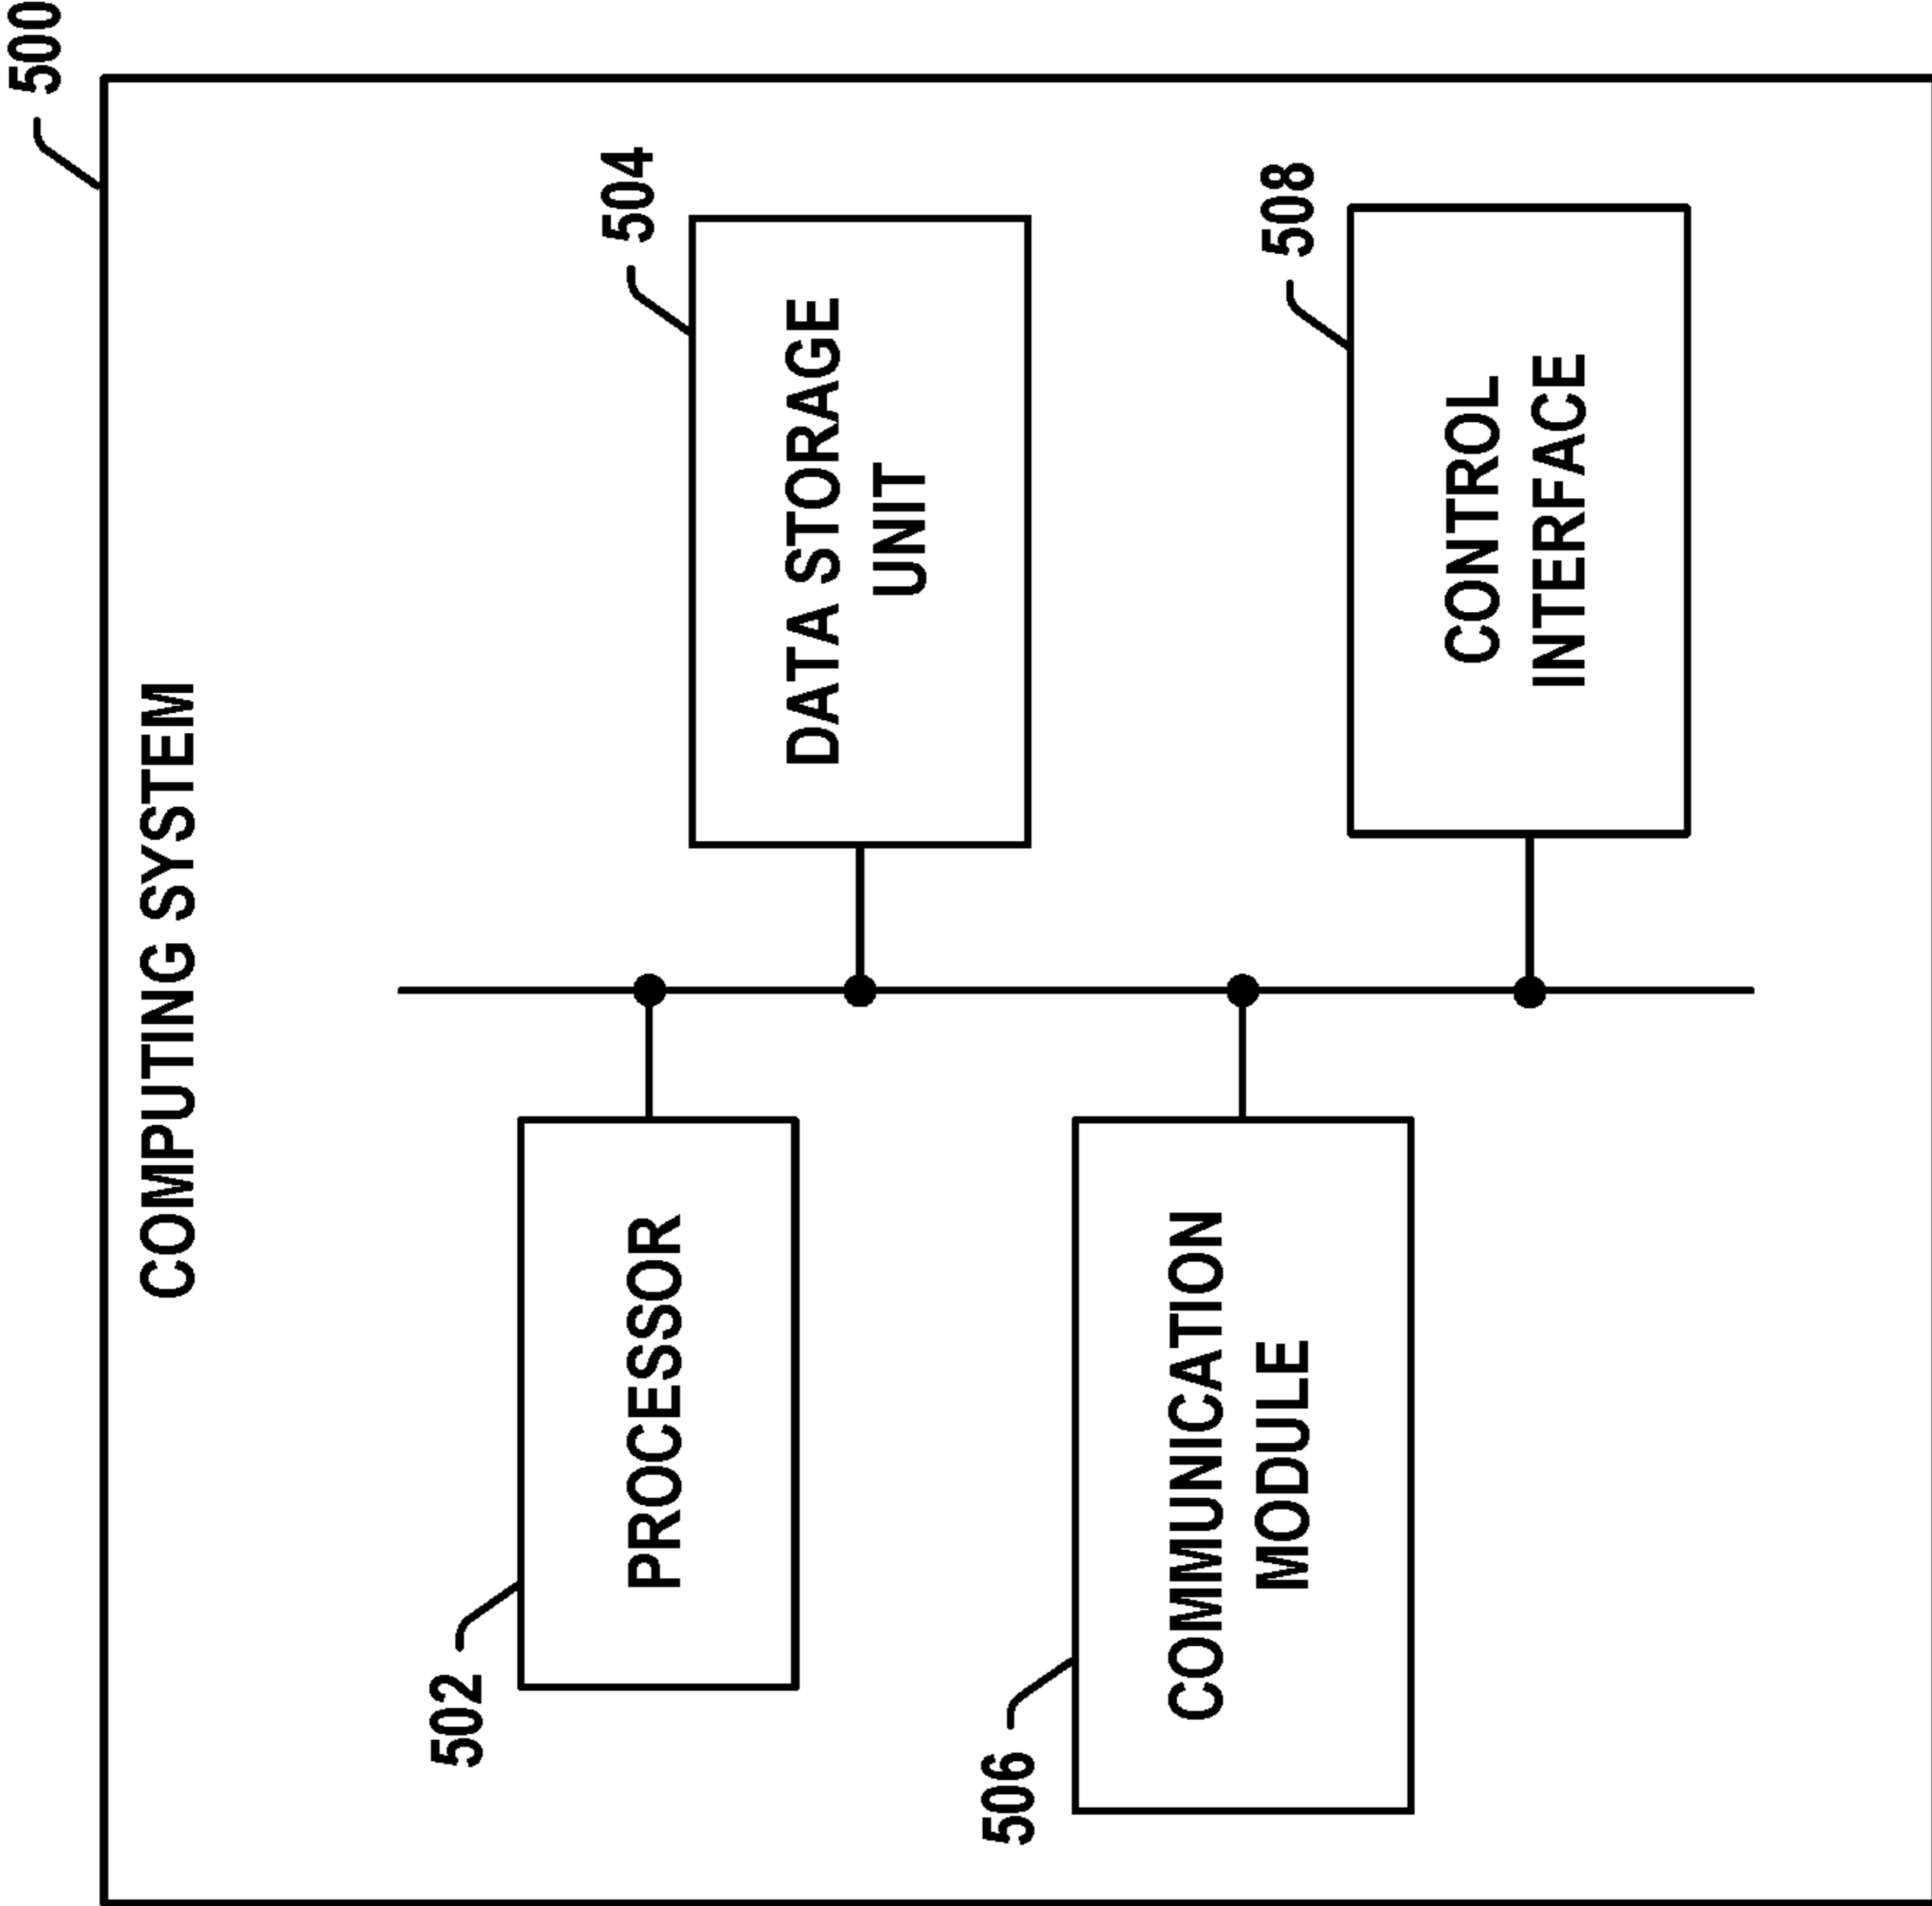 500
COMPUTING SYSTEM
502
PROCESSOR
504
DATA STORAGE
UNIT
506
COMMUNICATION
MODULE
508
CONTROL
INTERFACE